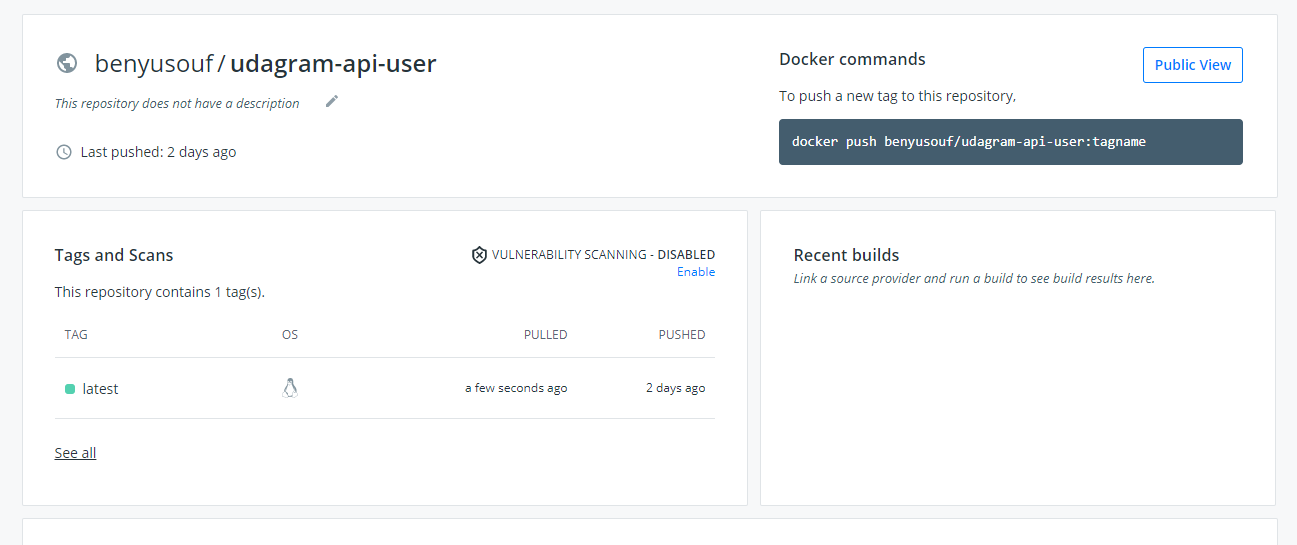 benyusouf / udagram-api-user
This repository does not have a description
Last pushed: 2 days ago
Docker commands
Public View
To push a new tag to this repository,
docker push benyusouf/udagram-api-user:tagname
Tags and Scans
VULNERABILITY SCANNING - DISABLED
Enable
This repository contains 1 tag(s).
TAG OS PULLED PUSHED
latest a few seconds ago 2 days ago
See all
Recent builds
Link a source provider and run a build to see build results here.